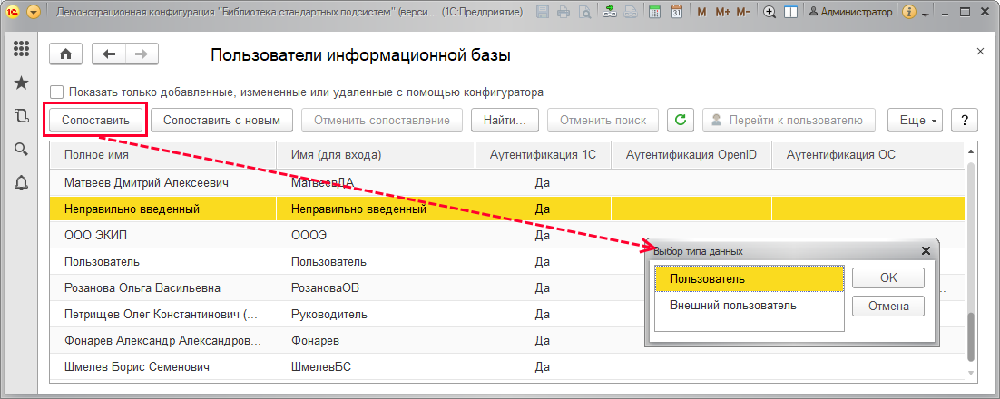 Демонстрационная конфигурация "Библиотека стандартных подсистем" (верси... (1С:Предприятие)
31 M M+ M- Администратор i
Пользователи информационной базы
Показать только добавленные, измененные или удаленные с помощью конфигуратора
Сопоставить Сопоставить с новым Отменить сопоставление Найти... Отменить поиск Перейти к пользователю Еще ?
Полное имя Имя (для входа) Аутентификация 1С Аутентификация OpenID Аутентификация ОС
Матвеев Дмитрий Алексеевич МатвеевДА Да
Неправильно введенный Неправильно введенный Да
ООО ЭКИП ОООЭ Да
Выбор типа данных
Пользователь Пользователь Да
Пользователь OK
Розанова Ольга Васильевна РозановаОВ Да
Внешний пользователь Отмена
Петрищев Олег Константинович (... Руководитель Да
Фонарев Александр Александров... Фонарев Да
Шмелев Борис Семенович ШмелевБС Да